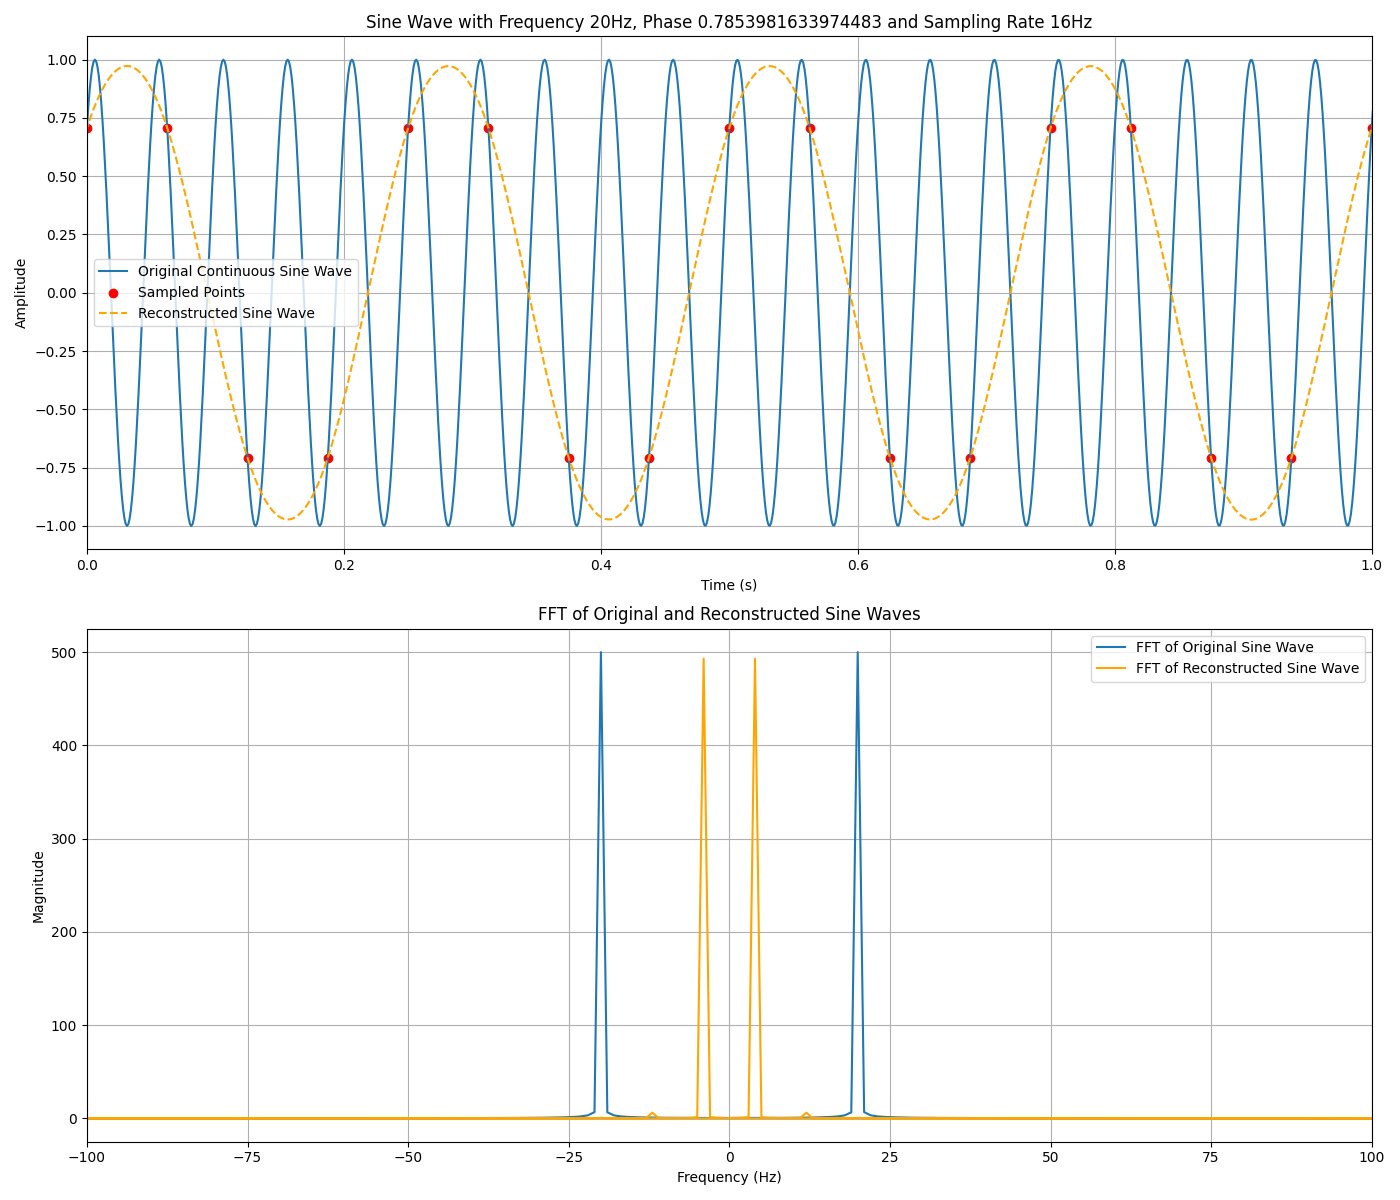 Sine Wave with Frequency 20Hz, Phase 0.7853981633974483 and Sampling Rate 16Hz
1.00
0.75
0.50
0.25
0.00
−0.25
−0.50
−0.75
−1.00
Amplitude
Original Continuous Sine Wave
Sampled Points
Reconstructed Sine Wave
0.0 0.2 0.4 0.6 0.8 1.0
Time (s)
FFT of Original and Reconstructed Sine Waves
500
400
300
200
100
0
Magnitude
FFT of Original Sine Wave
FFT of Reconstructed Sine Wave
−100 −75 −50 −25 0 25 50 75 100
Frequency (Hz)